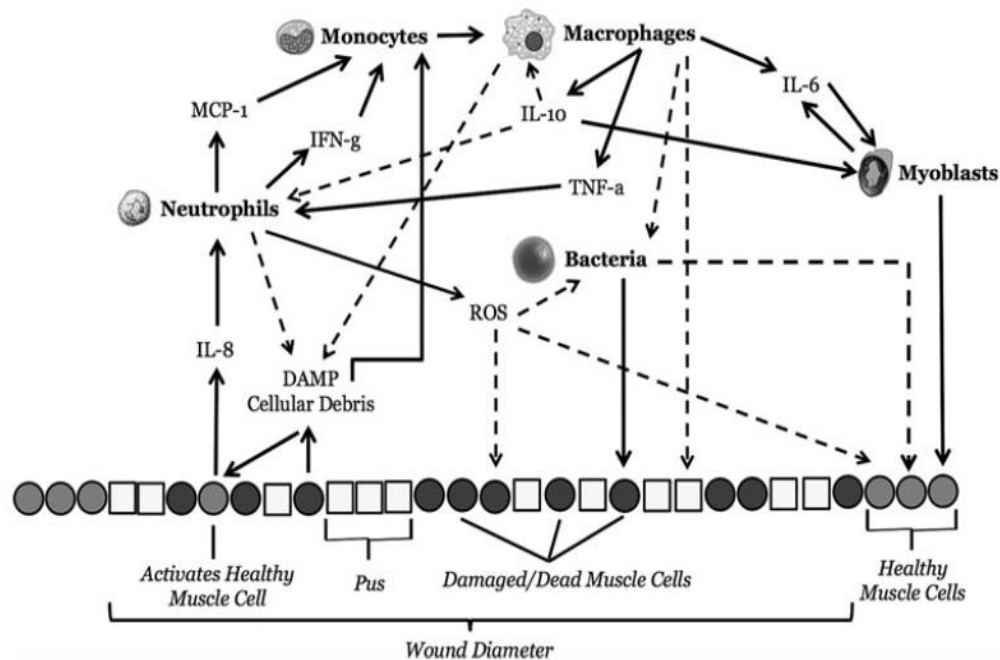 Monocytes
Macrophages
MCP-1
IL-6
IFN-g
IL-10
Neutrophils
TNF-a
Myoblasts
Bacteria
ROS
IL-8
DAMP
Cellular Debris
Activates Healthy
Muscle Cell
Pus
Damaged/Dead Muscle Cells
Healthy
Muscle Cells
Wound Diameter